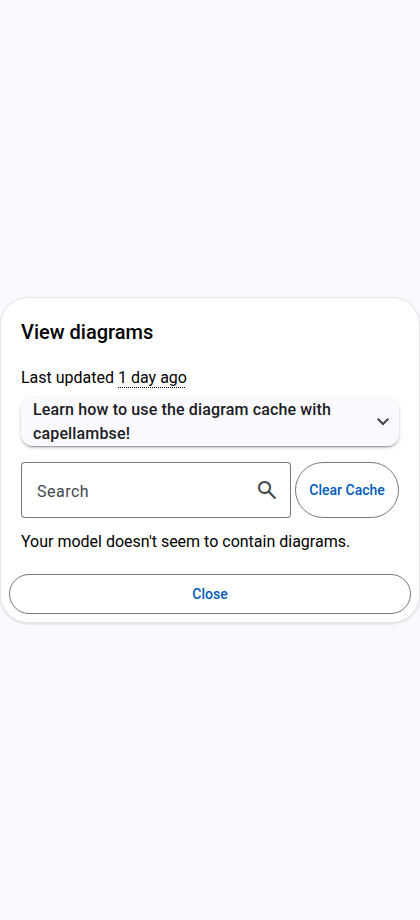 View diagrams
Last updated 1 day ago
Learn how to use the diagram cache with
capellambse!
Search
Clear Cache
Your model doesn't seem to contain diagrams.
Close